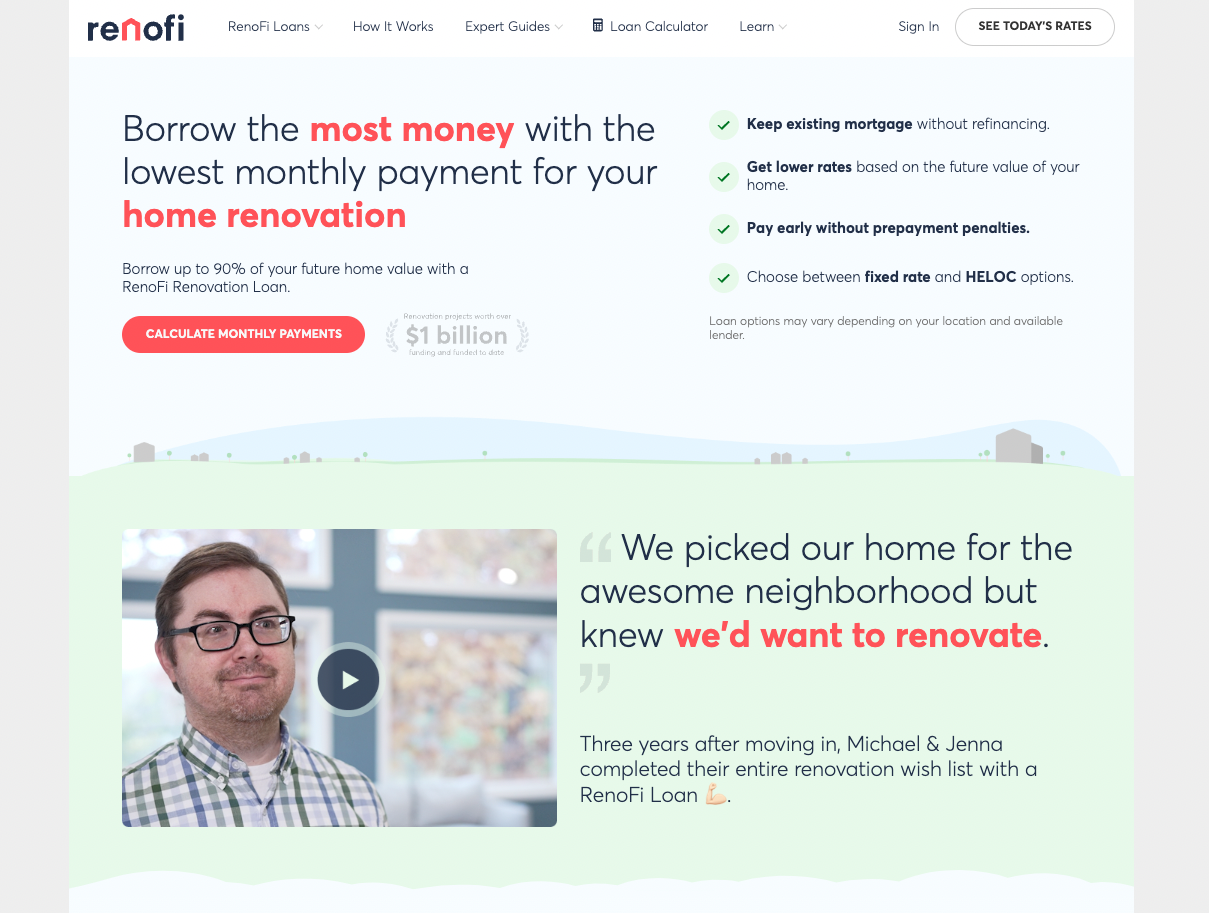 renofi
RenoFi Loans
How It Works
Expert Guides
Loan Calculator
Learn
Sign In
SEE TODAY'S RATES
Borrow the most money with the
lowest monthly payment for your
home renovation
Borrow up to 90% of your future home value with a
RenoFi Renovation Loan.
CALCULATE MONTHLY PAYMENTS
Renovation projects worth over
$1 billion
funding and funded to date
Keep existing mortgage without refinancing.
Get lower rates based on the future value of your
home.
Pay early without prepayment penalties.
Choose between fixed rate and HELOC options.
Loan options may vary depending on your location and available
lender.
“We picked our home for the
awesome neighborhood but
knew we'd want to renovate.
”
Three years after moving in, Michael & Jenna
completed their entire renovation wish list with a
RenoFi Loan 💪🏻.